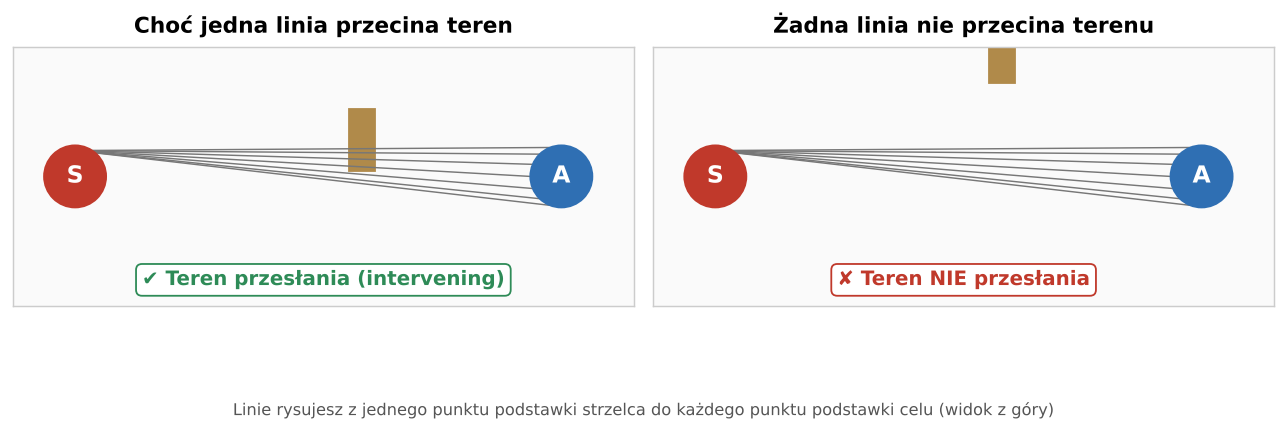 Choć jedna linia przecina teren
Żadna linia nie przecina terenu
S
A
S
A
✔ Teren przesłania (intervening)
✘ Teren NIE przesłania
Linie rysujesz z jednego punktu podstawki strzelca do każdego punktu podstawki celu (widok z góry)